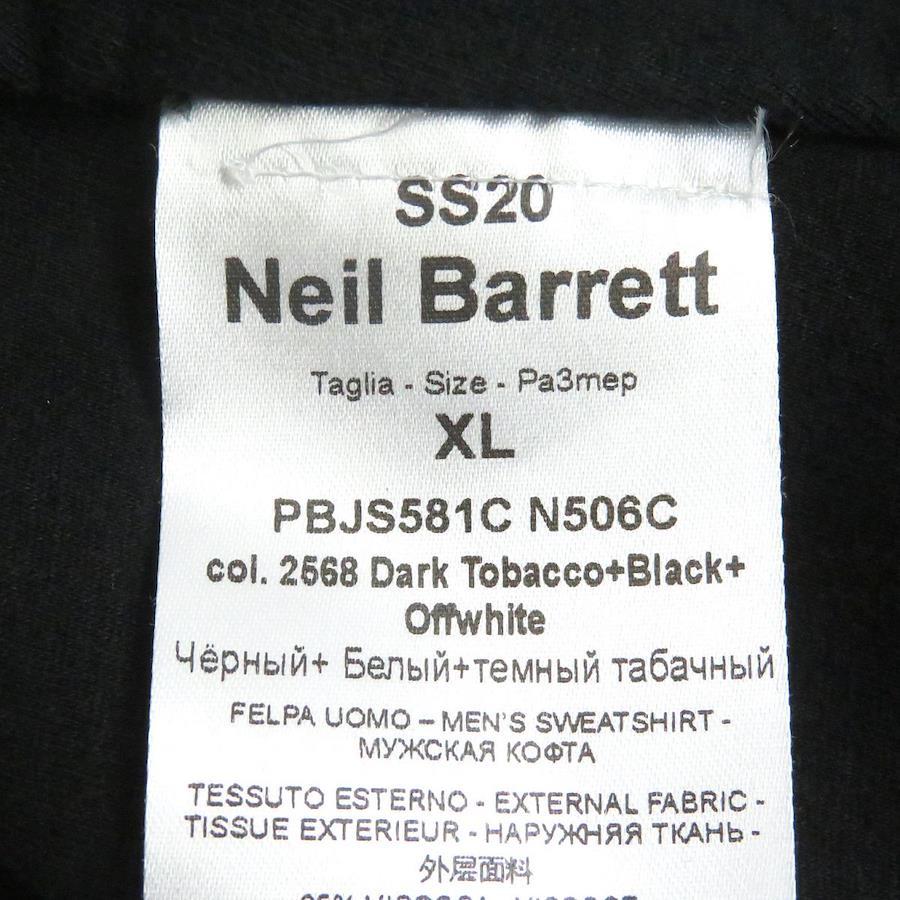 SS20
Neil Barrett
Taglia - Size - Ра3тер
XL
PBJS581C N506C
col. 2568 Dark Tobacco+Black+
Offwhite
Чёрный+ Белый+темный табачный
FELPA UOMO – MEN'S SWEATSHIRT -
МУЖСКАЯ КОФТА
TESSUTO ESTERNO - EXTERNAL FABRIC -
TISSUE EXTERIEUR - НАРУЖНЯЯ ТКАНЬ -
外层面料